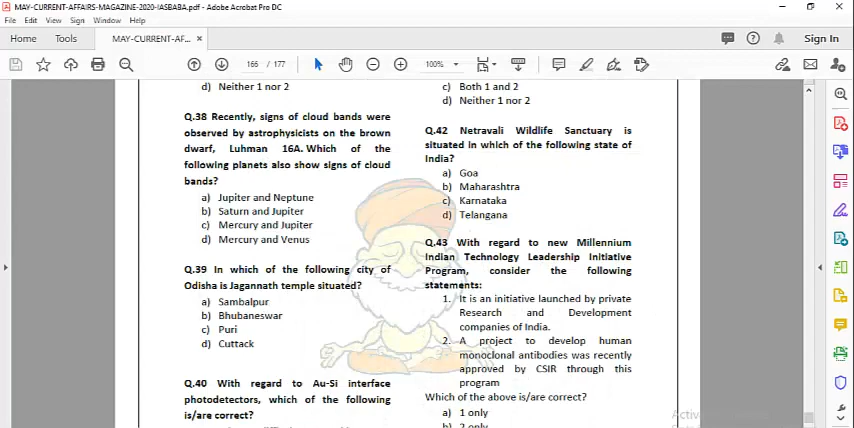 MAY-CURRENT-AFFAIRS-MAGAZINE-2020-IASBABA.pdf - Adobe Acrobat Pro DC
File Edit View Sign Window Help
Home Tools MAY-CURRENT-AF... × Sign In
166 / 177 100%
d) Neither 1 nor 2
Q.38 Recently, signs of cloud bands were
observed by astrophysicists on the brown
dwarf, Luhman 16A. Which of the
following planets also show signs of cloud
bands?
a) Jupiter and Neptune
b) Saturn and Jupiter
c) Mercury and Jupiter
d) Mercury and Venus
Q.39 In which of the following city of
Odisha is Jagannath temple situated?
a) Sambalpur
b) Bhubaneswar
c) Puri
d) Cuttack
Q.40 With regard to Au-Si interface
photodetectors, which of the following
is/are correct?
c) Both 1 and 2
d) Neither 1 nor 2
Q.42 Netravali Wildlife Sanctuary is
situated in which of the following state of
India?
a) Goa
b) Maharashtra
c) Karnataka
d) Telangana
Q.43 With regard to new Millennium
Indian Technology Leadership Initiative
Program, consider the following
statements:
1. It is an initiative launched by private
Research and Development
companies of India.
2. A project to develop human
monoclonal antibodies was recently
approved by CSIR through this
program
Which of the above is/are correct?
a) 1 only
b) 2 only